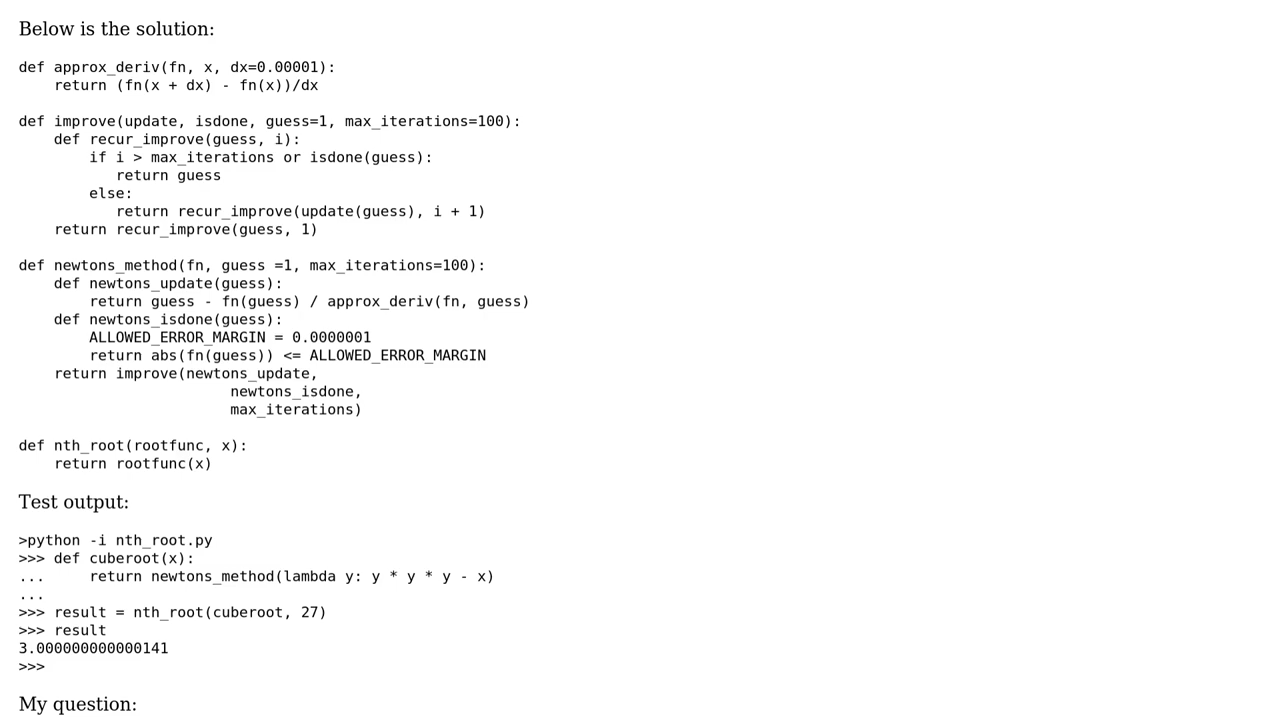 Below is the solution:
def approx_deriv(fn, x, dx=0.00001):
    return (fn(x + dx) - fn(x))/dx
def improve(update, isdone, guess=1, max_iterations=100):
    def recur_improve(guess, i):
        if i > max_iterations or isdone(guess):
           return guess
        else:
           return recur_improve(update(guess), i + 1)
    return recur_improve(guess, 1)
def newtons_method(fn, guess =1, max_iterations=100):
    def newtons_update(guess):
        return guess - fn(guess) / approx_deriv(fn, guess)
    def newtons_isdone(guess):
        ALLOWED_ERROR_MARGIN = 0.0000001
        return abs(fn(guess)) <= ALLOWED_ERROR_MARGIN
    return improve(newtons_update,
                        newtons_isdone,
                        max_iterations)
def nth_root(rootfunc, x):
    return rootfunc(x)
Test output:
>python -i nth_root.py
>>> def cuberoot(x):
...     return newtons_method(lambda y: y * y * y - x)
...
>>> result = nth_root(cuberoot, 27)
>>> result
3.000000000000141
>>>
My question: